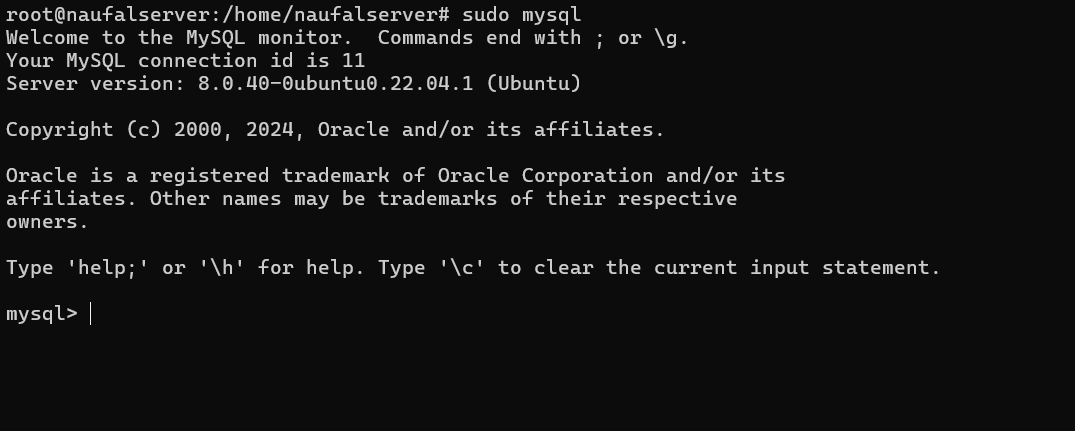 root@naufalserver:/home/naufalserver# sudo mysql
Welcome to the MySQL monitor.  Commands end with ; or \g.
Your MySQL connection id is 11
Server version: 8.0.40-0ubuntu0.22.04.1 (Ubuntu)
Copyright (c) 2000, 2024, Oracle and/or its affiliates.
Oracle is a registered trademark of Oracle Corporation and/or its
affiliates. Other names may be trademarks of their respective
owners.
Type 'help;' or '\h' for help. Type '\c' to clear the current input statement.
mysql>